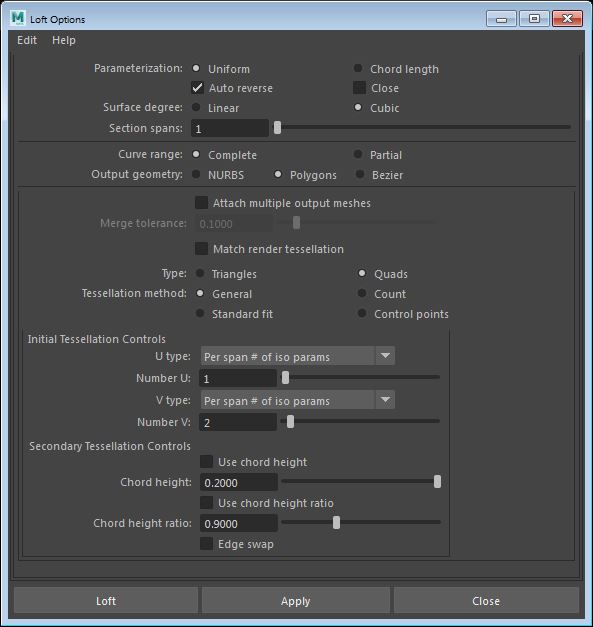 M Loft Options
Edit Help
Parameterization: Uniform Chord length
Auto reverse Close
Surface degree: Linear Cubic
Section spans: 1
Curve range: Complete Partial
Output geometry: NURBS Polygons Bezier
Attach multiple output meshes
Merge tolerance: 0.1000
Match render tessellation
Type: Triangles Quads
Tessellation method: General Count
Standard fit Control points
Initial Tessellation Controls
U type: Per span # of iso params
Number U: 1
V type: Per span # of iso params
Number V: 2
Secondary Tessellation Controls
Use chord height
Chord height: 0.2000
Use chord height ratio
Chord height ratio: 0.9000
Edge swap
Loft Apply Close